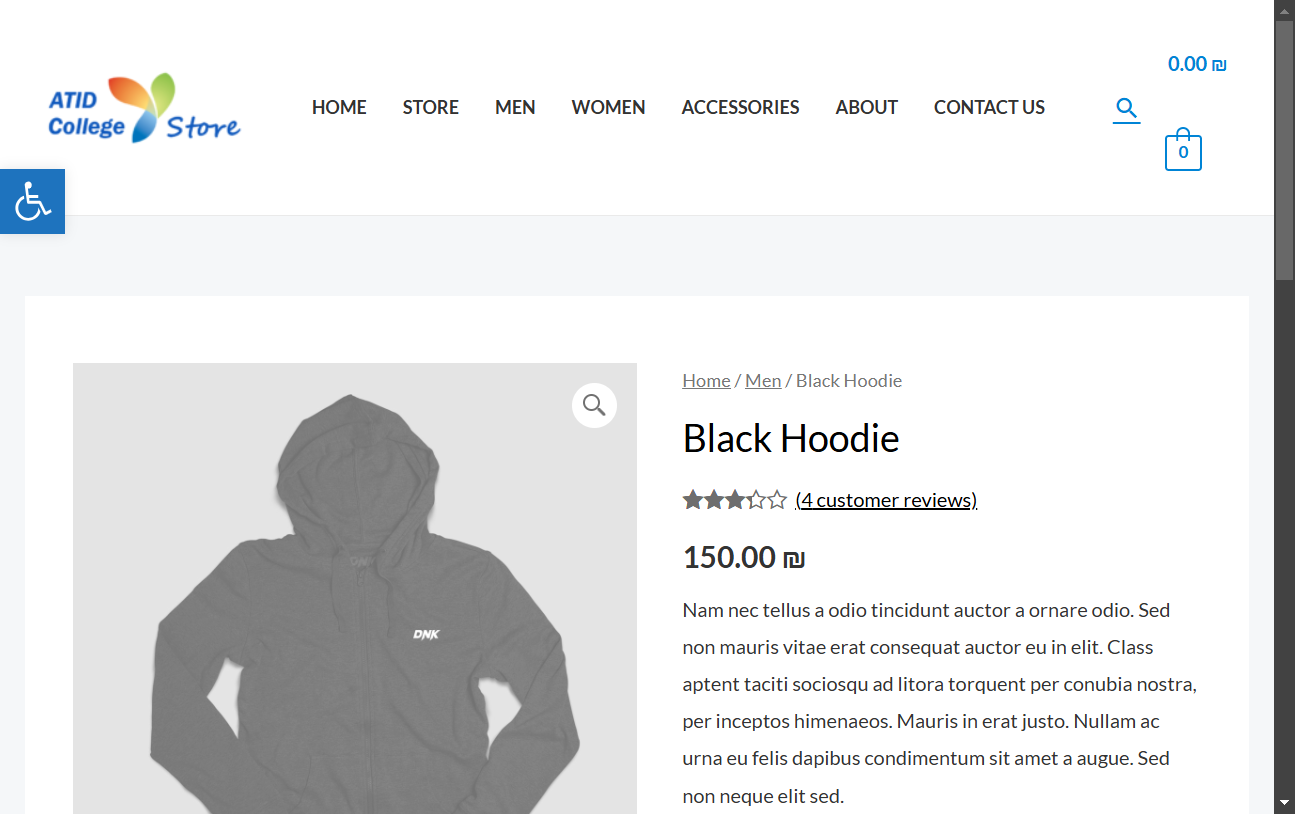 ATID
College Store
HOME
STORE
MEN
WOMEN
ACCESSORIES
ABOUT
CONTACT US
0.00 ₪
0
Home / Men / Black Hoodie
Black Hoodie
(4 customer reviews)
150.00 ₪
Nam nec tellus a odio tincidunt auctor a ornare odio. Sed
non mauris vitae erat consequat auctor eu in elit. Class
aptent taciti sociosqu ad litora torquent per conubia nostra,
per inceptos himenaeos. Mauris in erat justo. Nullam ac
urna eu felis dapibus condimentum sit amet a augue. Sed
non neque elit sed.
DNK
DNK